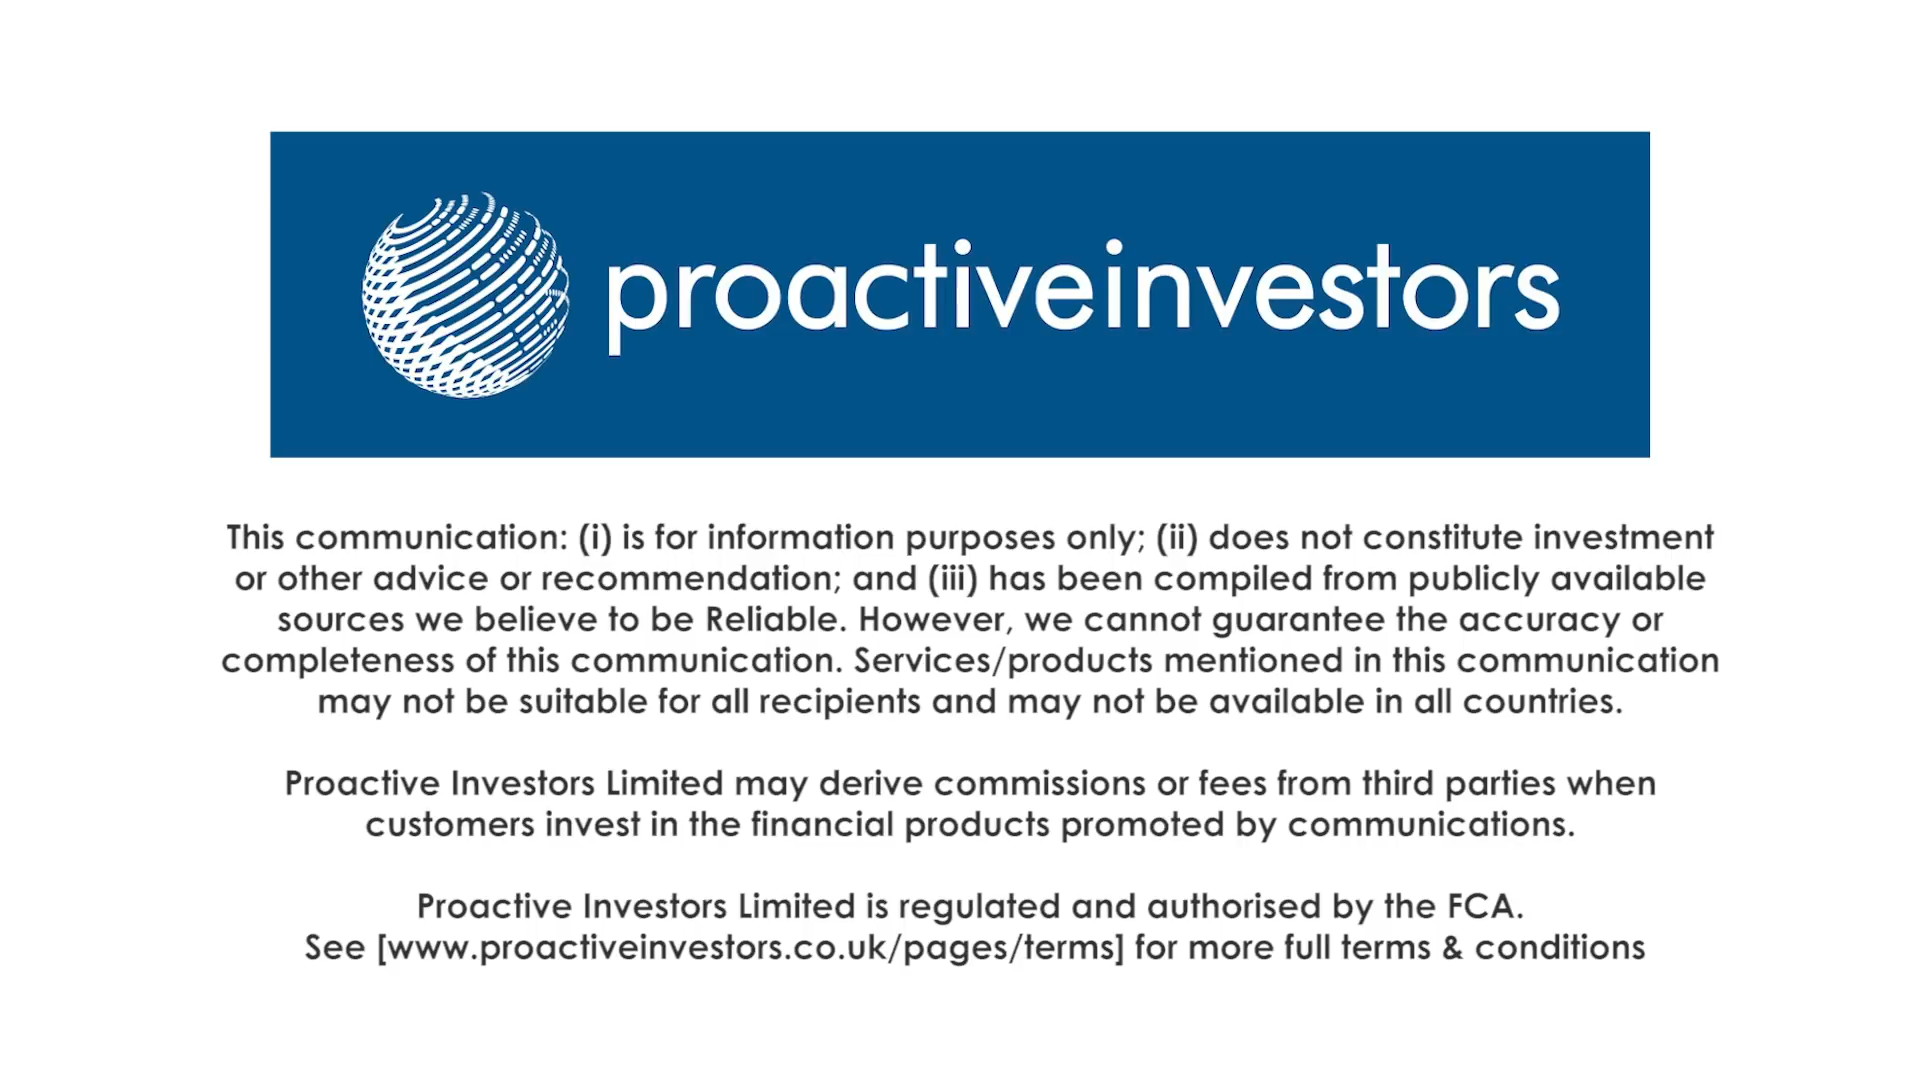 proactiveinvestors
This communication: (i) is for information purposes only; (ii) does not constitute investment
or other advice or recommendation; and (iii) has been compiled from publicly available
sources we believe to be Reliable. However, we cannot guarantee the accuracy or
completeness of this communication. Services/products mentioned in this communication
may not be suitable for all recipients and may not be available in all countries.
Proactive Investors Limited may derive commissions or fees from third parties when
customers invest in the financial products promoted by communications.
Proactive Investors Limited is regulated and authorised by the FCA.
See [www.proactiveinvestors.co.uk/pages/terms] for more full terms & conditions